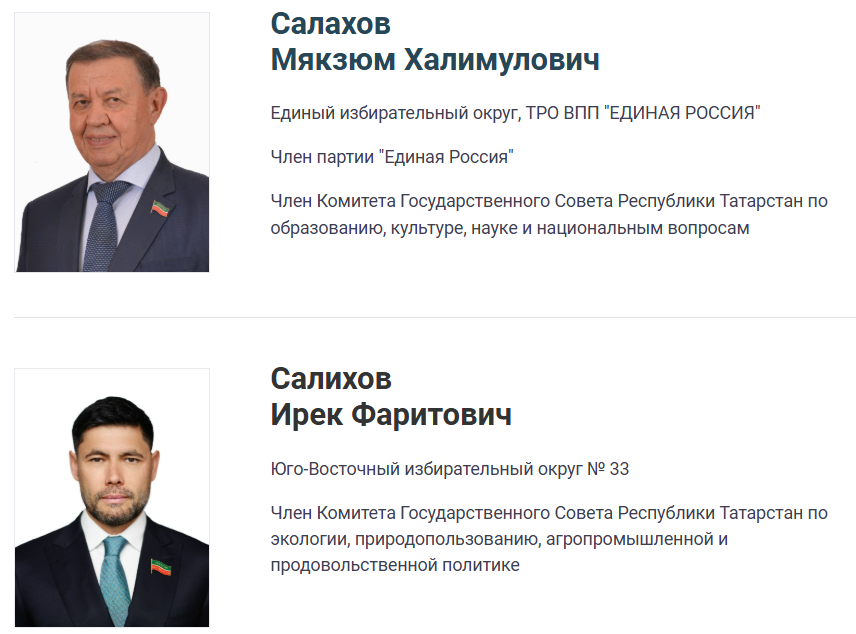 Салахов
Мякзюм Халимулович
Единый избирательный округ, ТРО ВПП "ЕДИНАЯ РОССИЯ"
Член партии "Единая Россия"
Член Комитета Государственного Совета Республики Татарстан по
образованию, культуре, науке и национальным вопросам
Салихов
Ирек Фаритович
Юго-Восточный избирательный округ № 33
Член Комитета Государственного Совета Республики Татарстан по
экологии, природопользованию, агропромышленной и
продовольственной политике